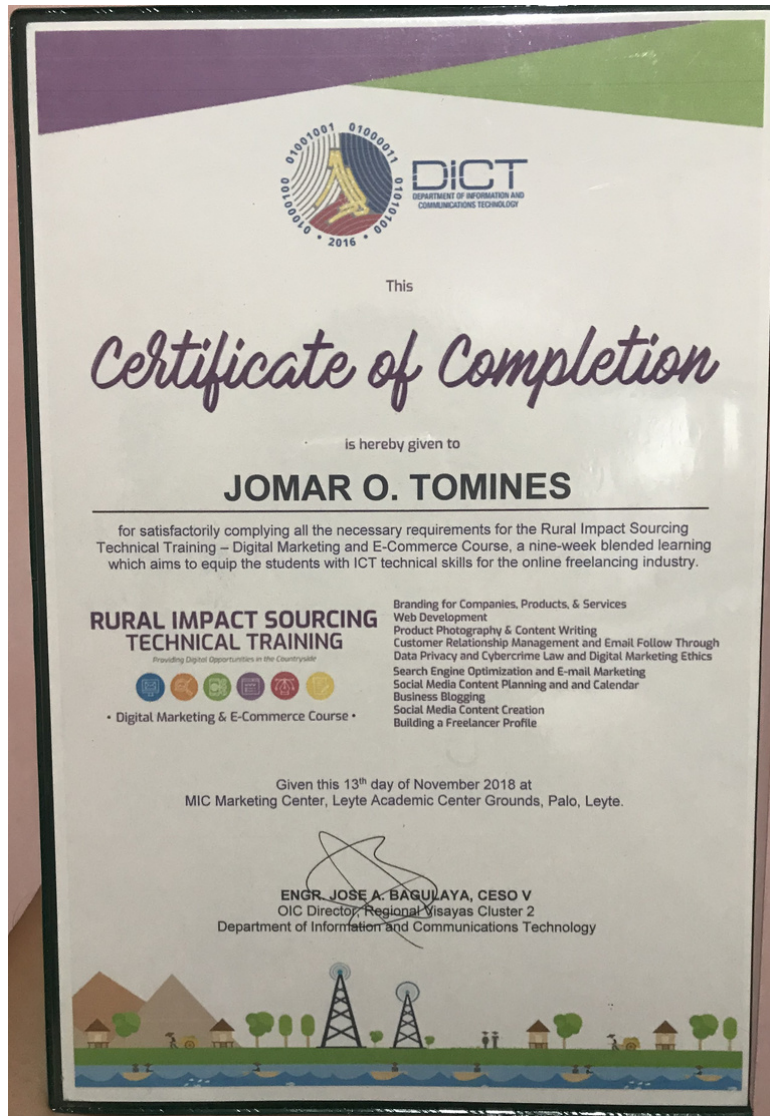 01000100 01001001 01000011 01010100
• 2016 •
DiCT
DEPARTMENT OF INFORMATION AND
COMMUNICATIONS TECHNOLOGY
This
Certificate of Completion
is hereby given to
JOMAR O. TOMINES
for satisfactorily complying all the necessary requirements for the Rural Impact Sourcing
Technical Training – Digital Marketing and E-Commerce Course, a nine-week blended learning
which aims to equip the students with ICT technical skills for the online freelancing industry.
RURAL IMPACT SOURCING
TECHNICAL TRAINING
Providing Digital Opportunities in the Countryside
• Digital Marketing & E-Commerce Course •
Branding for Companies, Products, & Services
Web Development
Product Photography & Content Writing
Customer Relationship Management and Email Follow Through
Data Privacy and Cybercrime Law and Digital Marketing Ethics
Search Engine Optimization and E-mail Marketing
Social Media Content Planning and and Calendar
Business Blogging
Social Media Content Creation
Building a Freelancer Profile
Given this 13th day of November 2018 at
MIC Marketing Center, Leyte Academic Center Grounds, Palo, Leyte.
ENGR. JOSE A. BAGULAYA, CESO V
OIC Director, Regional Visayas Cluster 2
Department of Information and Communications Technology